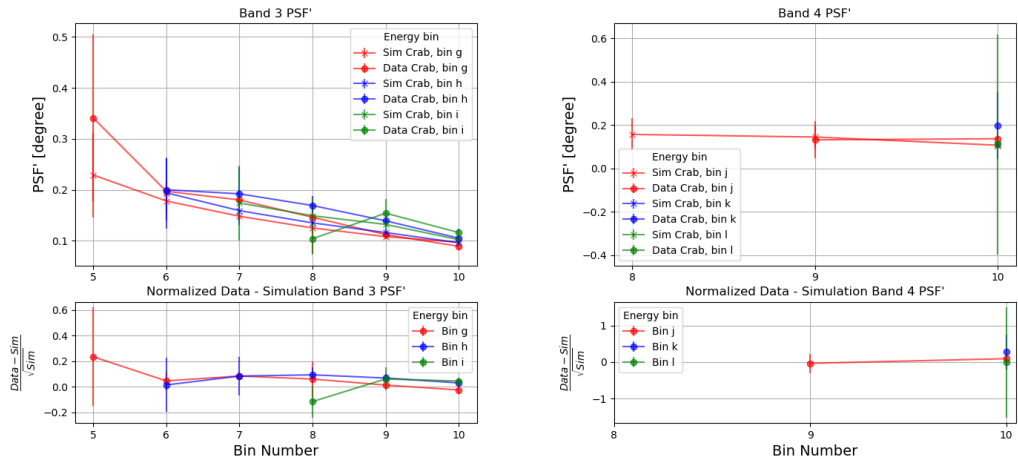 Band 3 PSF'
PSF' [degree]
0.5
0.4
0.3
0.2
0.1
5 6 7 8 9 10
Energy bin
Sim Crab, bin g
Data Crab, bin g
Sim Crab, bin h
Data Crab, bin h
Sim Crab, bin i
Data Crab, bin i
Normalized Data - Simulation Band 3 PSF'
Data − Sim
√Sim
0.6
0.4
0.2
0.0
−0.2
5 6 7 8 9 10
Bin Number
Energy bin
Bin g
Bin h
Bin i
Band 4 PSF'
PSF' [degree]
0.6
0.4
0.2
0.0
−0.2
−0.4
8 9 10
Energy bin
Sim Crab, bin j
Data Crab, bin j
Sim Crab, bin k
Data Crab, bin k
Sim Crab, bin l
Data Crab, bin l
Normalized Data - Simulation Band 4 PSF'
Data − Sim
√Sim
1
0
−1
8 9 10
Bin Number
Energy bin
Bin j
Bin k
Bin l